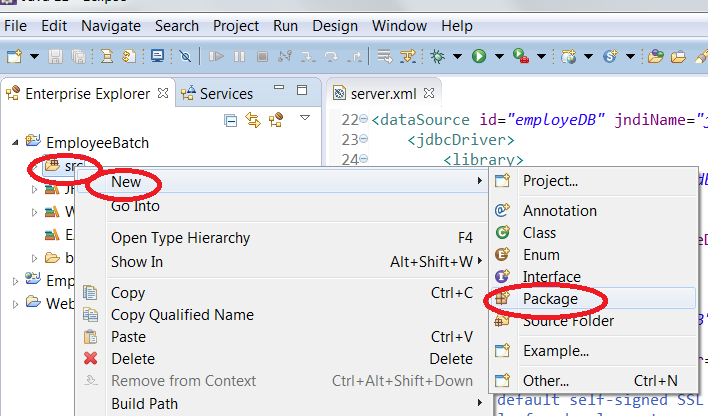 File Edit Navigate Search Project Run Design Window Help
Enterprise Explorer Services
server.xml
EmployeeBatch
src
New
Go Into
Open Type Hierarchy F4
Show In Alt+Shift+W
Copy Ctrl+C
Copy Qualified Name
Paste Ctrl+V
Delete Delete
Remove from Context Ctrl+Alt+Shift+Down
Build Path
Emp
Web
Project...
Annotation
Class
Enum
Interface
Package
Source Folder
Example...
Other... Ctrl+N
22 <dataSource id="employeDB" jndiName="j
23 <jdbcDriver>
24 <library>
default self-signed SSL